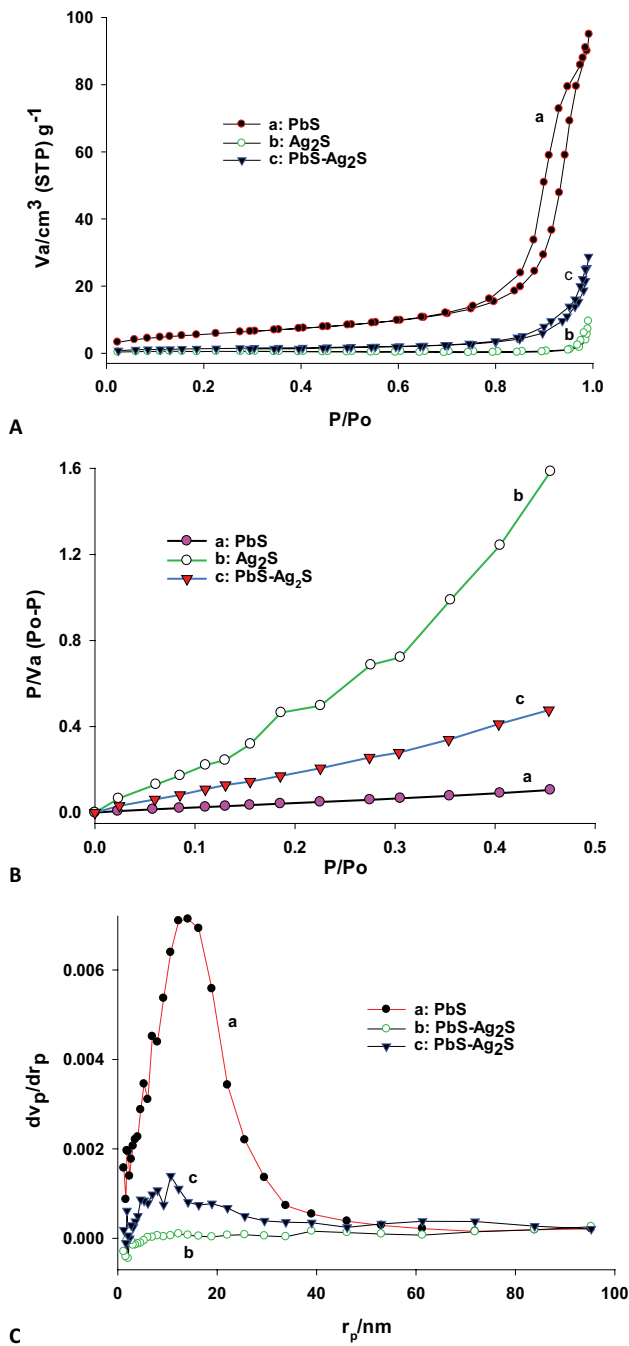 100
80
60
40
20
0
Va/cm³ (STP) g⁻¹
a: PbS
b: Ag₂S
c: PbS-Ag₂S
a
c
b
0.0 0.2 0.4 0.6 0.8 1.0
P/Po
A
1.6
1.2
0.8
0.4
0.0
P/Va (Po-P)
a: PbS
b: Ag₂S
c: PbS-Ag₂S
b
c
a
0.0 0.1 0.2 0.3 0.4 0.5
P/Po
B
0.006
0.004
0.002
0.000
dvₚ/drₚ
a: PbS
b: PbS-Ag₂S
c: PbS-Ag₂S
a
c
b
0 20 40 60 80 100
rₚ/nm
C